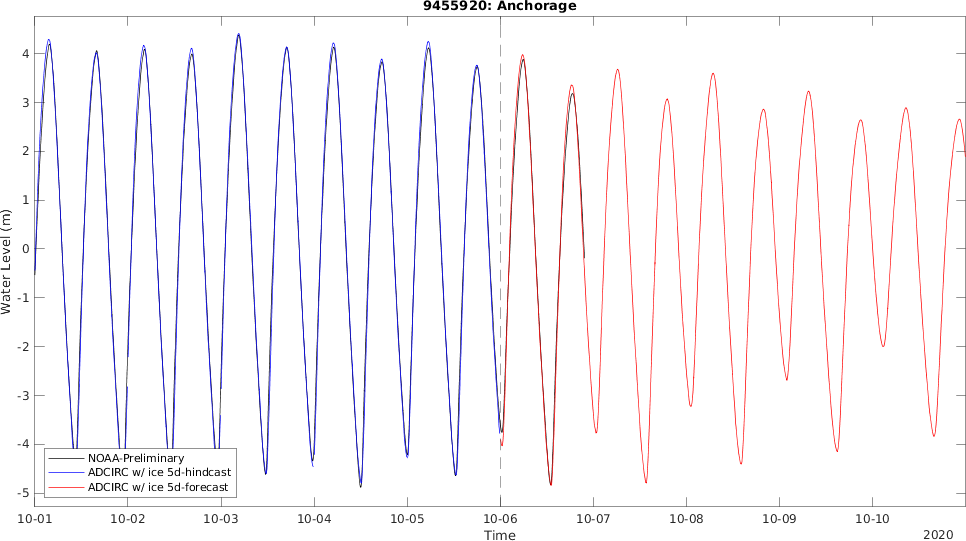 9455920: Anchorage
Water Level (m)
4
3
2
1
0
-1
-2
-3
-4
-5
NOAA-Preliminary
ADCIRC w/ ice 5d-hindcast
ADCIRC w/ ice 5d-forecast
10-01 10-02 10-03 10-04 10-05 10-06 10-07 10-08 10-09 10-10
Time
2020